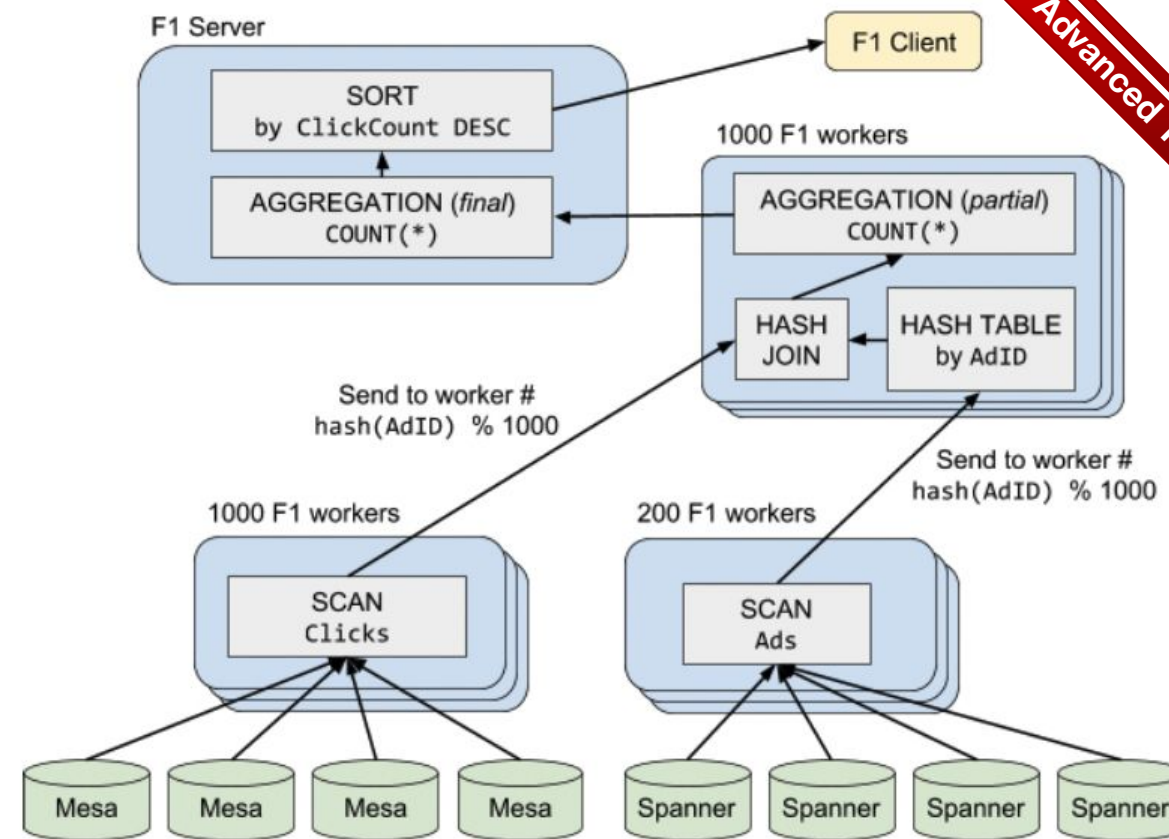 F1 Server
F1 Client
Advanced
SORT
by ClickCount DESC
AGGREGATION (final)
COUNT(*)
1000 F1 workers
AGGREGATION (partial)
COUNT(*)
HASH
JOIN
HASH TABLE
by AdID
Send to worker #
hash(AdID) % 1000
Send to worker #
hash(AdID) % 1000
1000 F1 workers
SCAN
Clicks
200 F1 workers
SCAN
Ads
Mesa
Mesa
Mesa
Mesa
Spanner
Spanner
Spanner
Spanner